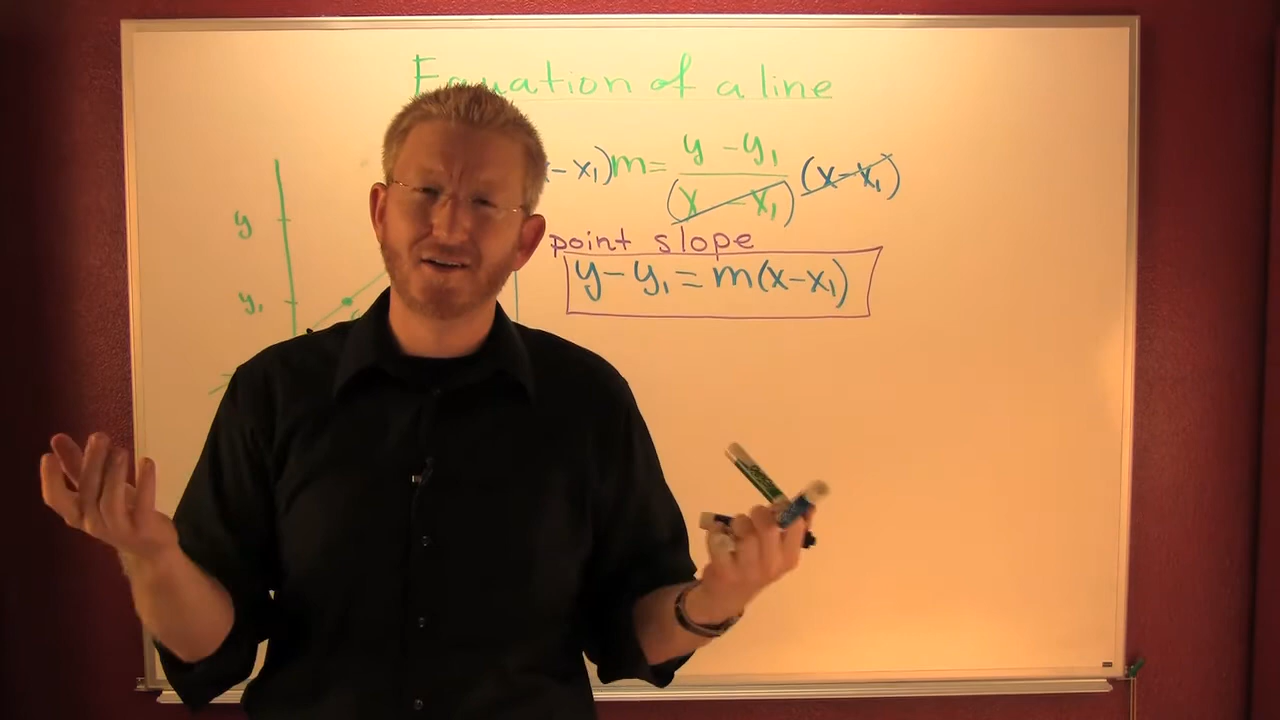 Equation of a line
- x₁)m = y - y₁ (x - x₁)
(x - x₁)
point slope
y - y₁ = m(x - x₁)
y
y₁